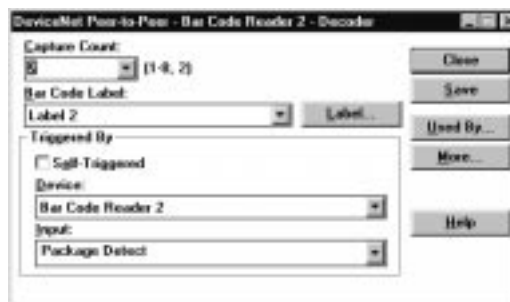 DeviceNet Peer-to-Peer - Bar Code Reader 2 - Decoder
Capture Count:
(1-8, 2)
Close
Save
Bar Code Label:
Label 2
Label...
Used By...
Triggered By
Self-Triggered
More...
Device:
Bar Code Reader 2
Input:
Help
Package Detect